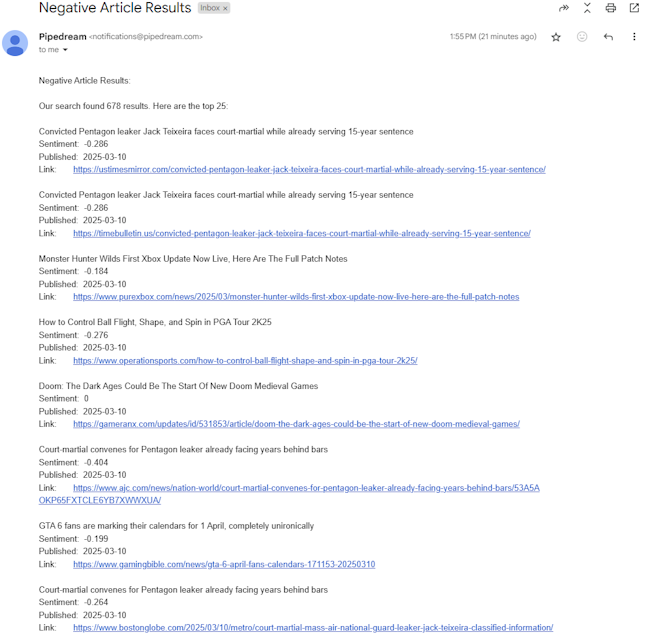 Negative Article Results Inbox ×
Pipedream <notifications@pipedream.com> 1:55 PM (21 minutes ago)
to me
Negative Article Results:
Our search found 678 results. Here are the top 25:
Convicted Pentagon leaker Jack Teixeira faces court-martial while already serving 15-year sentence
Sentiment: -0.286
Published: 2025-03-10
Link: https://ustimesmirror.com/convicted-pentagon-leaker-jack-teixeira-faces-court-martial-while-already-serving-15-year-sentence/
Convicted Pentagon leaker Jack Teixeira faces court-martial while already serving 15-year sentence
Sentiment: -0.286
Published: 2025-03-10
Link: https://timebulletin.us/convicted-pentagon-leaker-jack-teixeira-faces-court-martial-while-already-serving-15-year-sentence/
Monster Hunter Wilds First Xbox Update Now Live, Here Are The Full Patch Notes
Sentiment: -0.184
Published: 2025-03-10
Link: https://www.purexbox.com/news/2025/03/monster-hunter-wilds-first-xbox-update-now-live-here-are-the-full-patch-notes
How to Control Ball Flight, Shape, and Spin in PGA Tour 2K25
Sentiment: -0.276
Published: 2025-03-10
Link: https://www.operationsports.com/how-to-control-ball-flight-shape-and-spin-in-pga-tour-2k25/
Doom: The Dark Ages Could Be The Start Of New Doom Medieval Games
Sentiment: 0
Published: 2025-03-10
Link: https://gameranx.com/updates/id/531853/article/doom-the-dark-ages-could-be-the-start-of-new-doom-medieval-games/
Court-martial convenes for Pentagon leaker already facing years behind bars
Sentiment: -0.404
Published: 2025-03-10
Link: https://www.ajc.com/news/nation-world/court-martial-convenes-for-pentagon-leaker-already-facing-years-behind-bars/53A5A
OKP65FXTCLE6YB7XWWXUA/
GTA 6 fans are marking their calendars for 1 April, completely unironically
Sentiment: -0.199
Published: 2025-03-10
Link: https://www.gamingbible.com/news/gta-6-april-fans-calendars-171153-20250310
Court-martial convenes for Pentagon leaker already facing years behind bars
Sentiment: -0.264
Published: 2025-03-10
Link: https://www.bostonglobe.com/2025/03/10/metro/court-martial-mass-air-national-guard-leaker-jack-teixeira-classified-information/